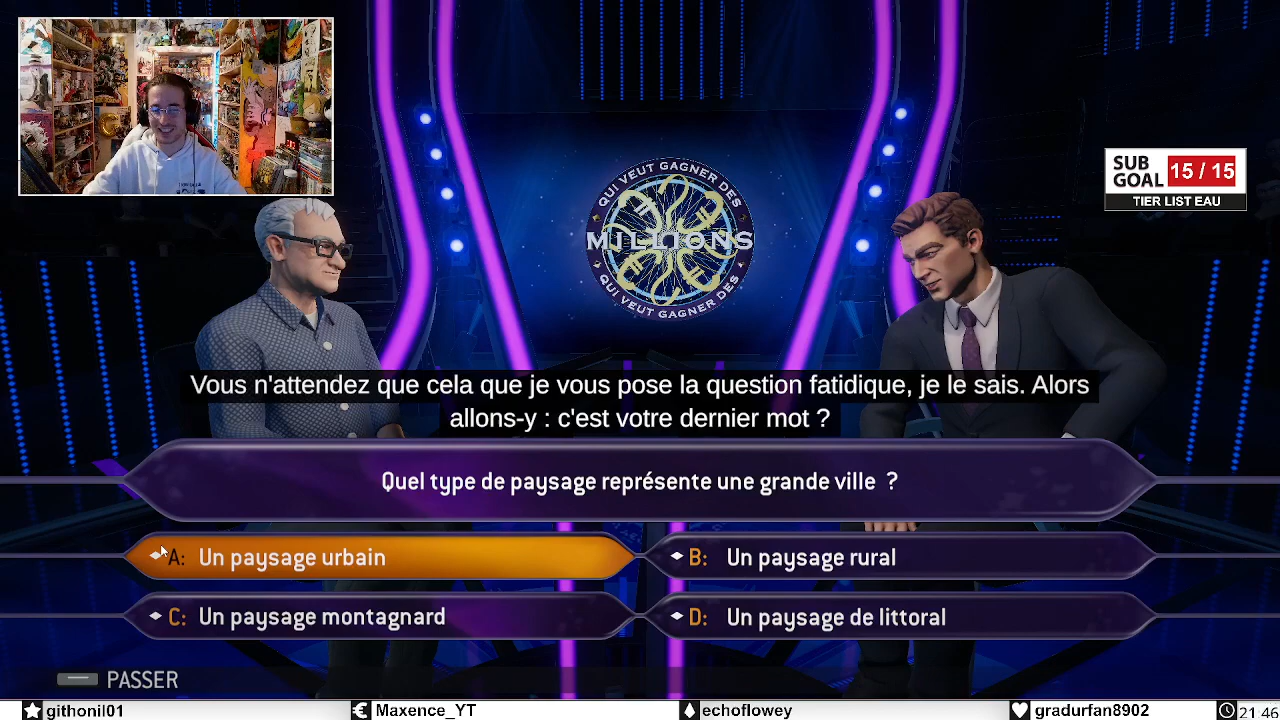 QUI VEUT GAGNER DES
MILLIONS
QUI VEUT GAGNER DES
SUB
GOAL
15 / 15
TIER LIST EAU
Vous n'attendez que cela que je vous pose la question fatidique, je le sais. Alors
allons-y : c'est votre dernier mot ?
Quel type de paysage représente une grande ville ?
A: Un paysage urbain
B: Un paysage rural
C: Un paysage montagnard
D: Un paysage de littoral
PASSER
githonil01
Maxence_YT
echoflowey
gradurfan8902
21:46